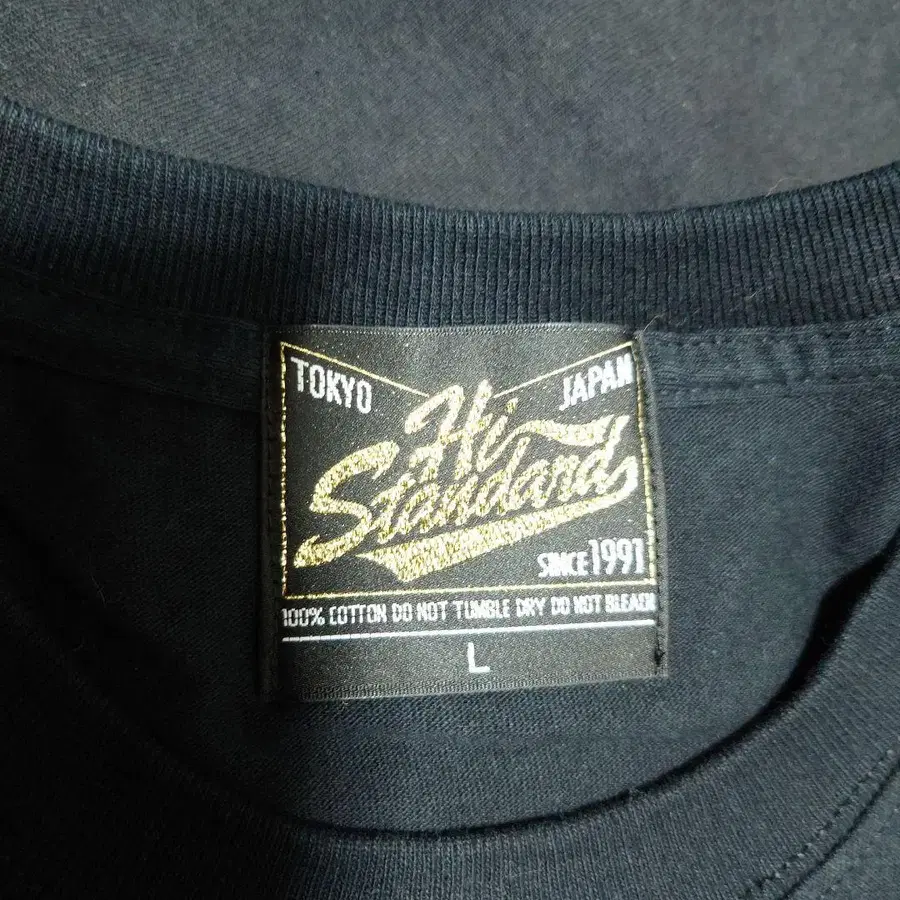 TOKYO JAPAN
Hi
Standard
SINCE 1991
100% COTTON DO NOT TUMBLE DRY DO NOT BLEACH
L